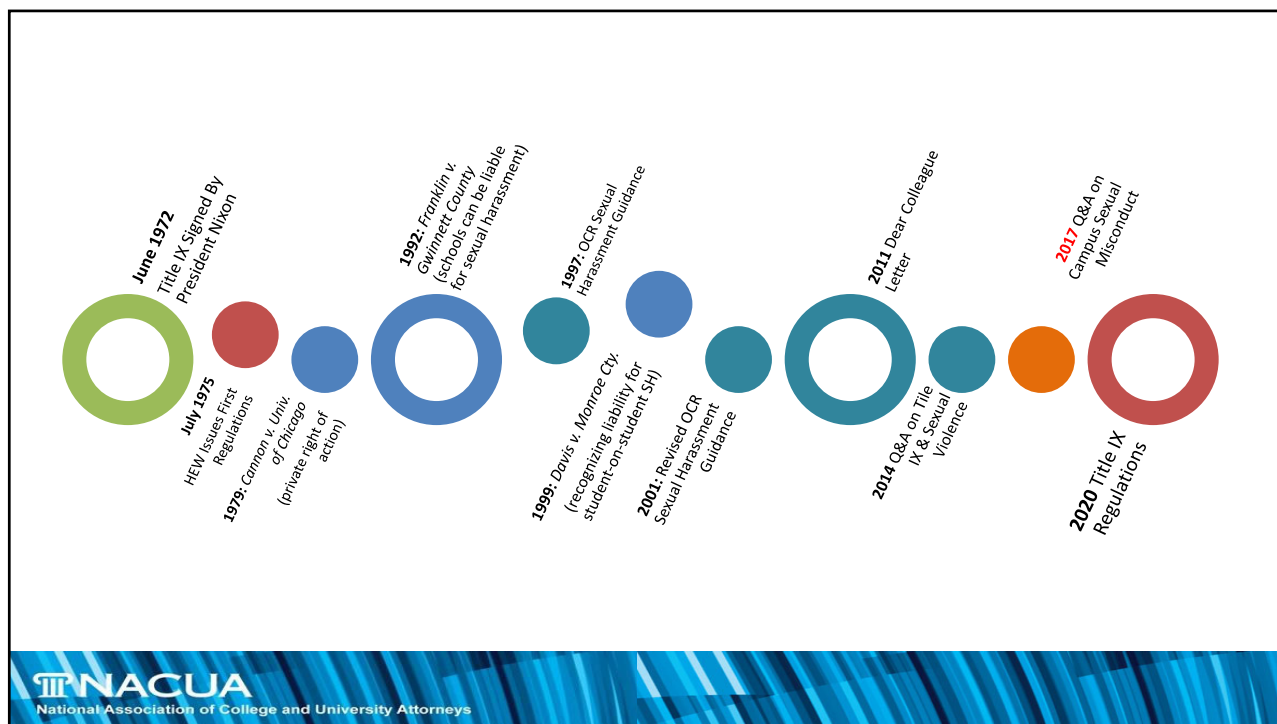 June 1972
Title IX Signed By
President Nixon
July 1975
HEW Issues First
Regulations
1979: Cannon v. Univ.
of Chicago
(private right of
action)
1992: Franklin v.
Gwinnett County
(schools can be liable
for sexual harassment)
1997: OCR Sexual
Harassment Guidance
1999: Davis v. Monroe Cty.
(recognizing liability for
student-on-student SH)
2001: Revised OCR
Sexual Harassment
Guidance
2011 Dear Colleague
Letter
2014 Q&A on Tile
IX & Sexual
Violence
2017 Q&A on
Campus Sexual
Misconduct
2020 Title IX
Regulations
NACUA
National Association of College and University Attorneys